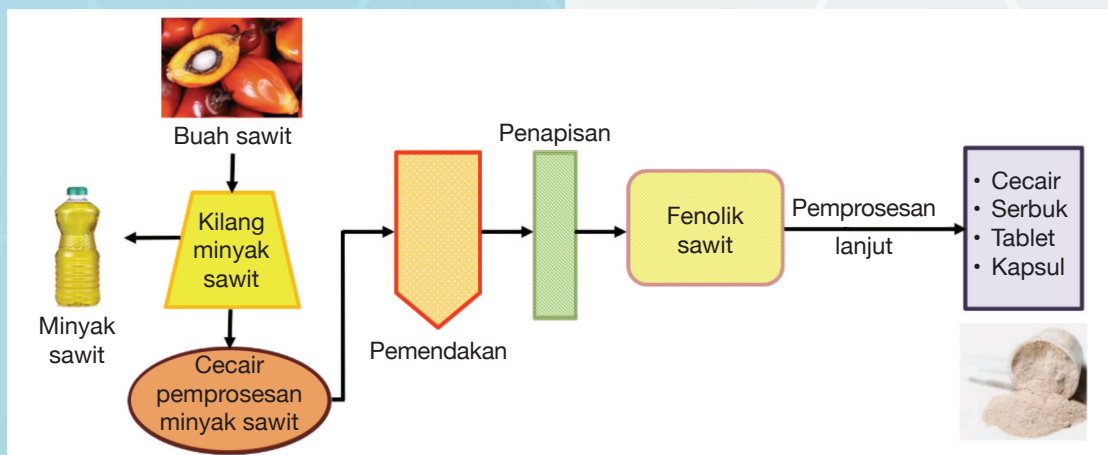 Buah sawit
Kilang
minyak
sawit
Minyak
sawit
Cecair
pemprosesan
minyak sawit
Pemendakan
Penapisan
Fenolik
sawit
Pemprosesan
lanjut
• Cecair
• Serbuk
• Tablet
• Kapsul